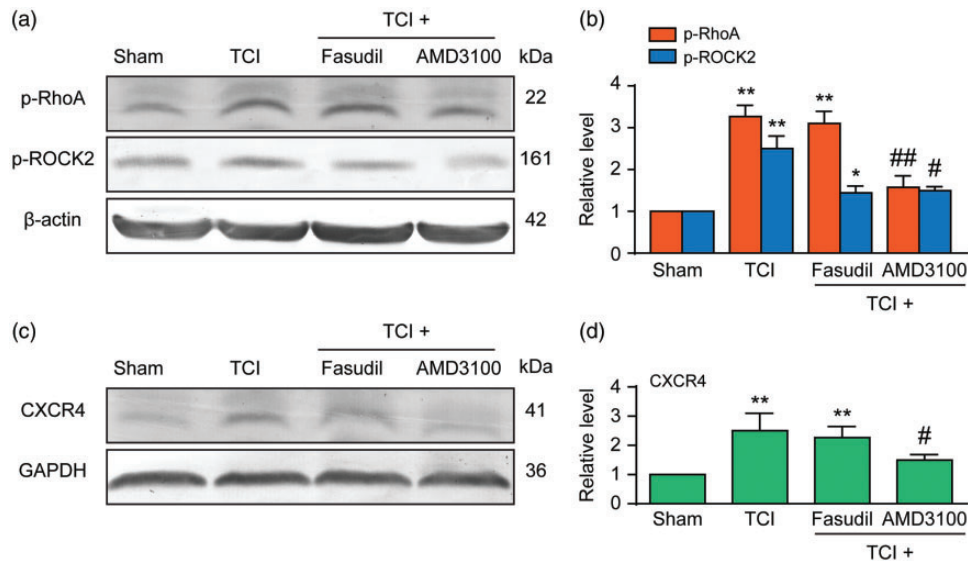 (a)
TCI +
Sham TCI Fasudil AMD3100 kDa
p-RhoA 22
p-ROCK2 161
β-actin 42
(b)
p-RhoA
p-ROCK2
Relative level
4
3
2
1
0
** ** ** * ## #
Sham TCI Fasudil AMD3100
TCI +
(c)
TCI +
Sham TCI Fasudil AMD3100 kDa
CXCR4 41
GAPDH 36
(d)
CXCR4
Relative level
4
3
2
1
0
** ** #
Sham TCI Fasudil AMD3100
TCI +